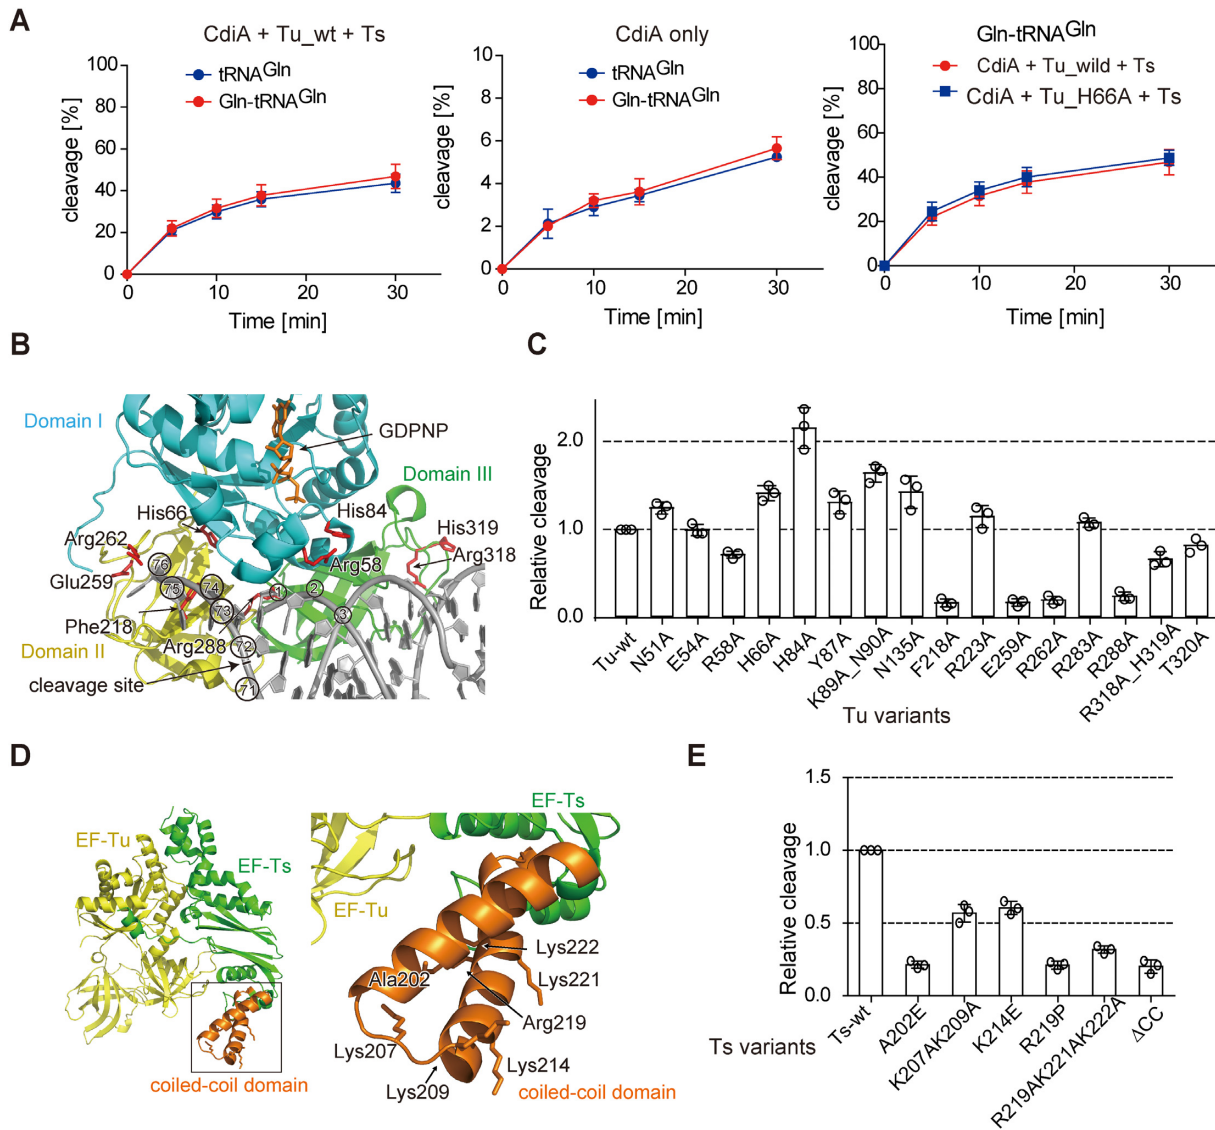 A
CdiA + Tu_wt + Ts
100
80
60
40
20
0
cleavage [%]
tRNAGln
Gln-tRNAGln
0 10 20 30
Time [min]
CdiA only
10
8
6
4
2
0
cleavage [%]
tRNAGln
Gln-tRNAGln
0 10 20 30
Time [min]
Gln-tRNAGln
100
80
60
40
20
0
cleavage [%]
CdiA + Tu_wild + Ts
CdiA + Tu_H66A + Ts
0 10 20 30
Time [min]
B
Domain I
GDPNP
Domain III
His66
His84
His319
Arg262
Arg318
Arg58
Glu259
76
75
74
73
72
71
1
2
3
Phe218
Arg288
Domain II
cleavage site
C
Relative cleavage
2.0
1.0
0.0
Tu-wt
N51A
E54A
R58A
H66A
H84A
Y87A
K89A_N90A
N135A
F218A
R223A
E259A
R262A
R283A
R288A
R318A_H319A
T320A
Tu variants
D
EF-Tu
EF-Ts
coiled-coil domain
EF-Ts
EF-Tu
Lys222
Ala202
Lys221
Arg219
Lys207
Lys214
Lys209
coiled-coil domain
E
Relative cleavage
1.5
1.0
0.5
0.0
Ts variants
Ts-wt
A202E
K207AK209A
K214E
R219P
R219AK221AK222A
ΔCC